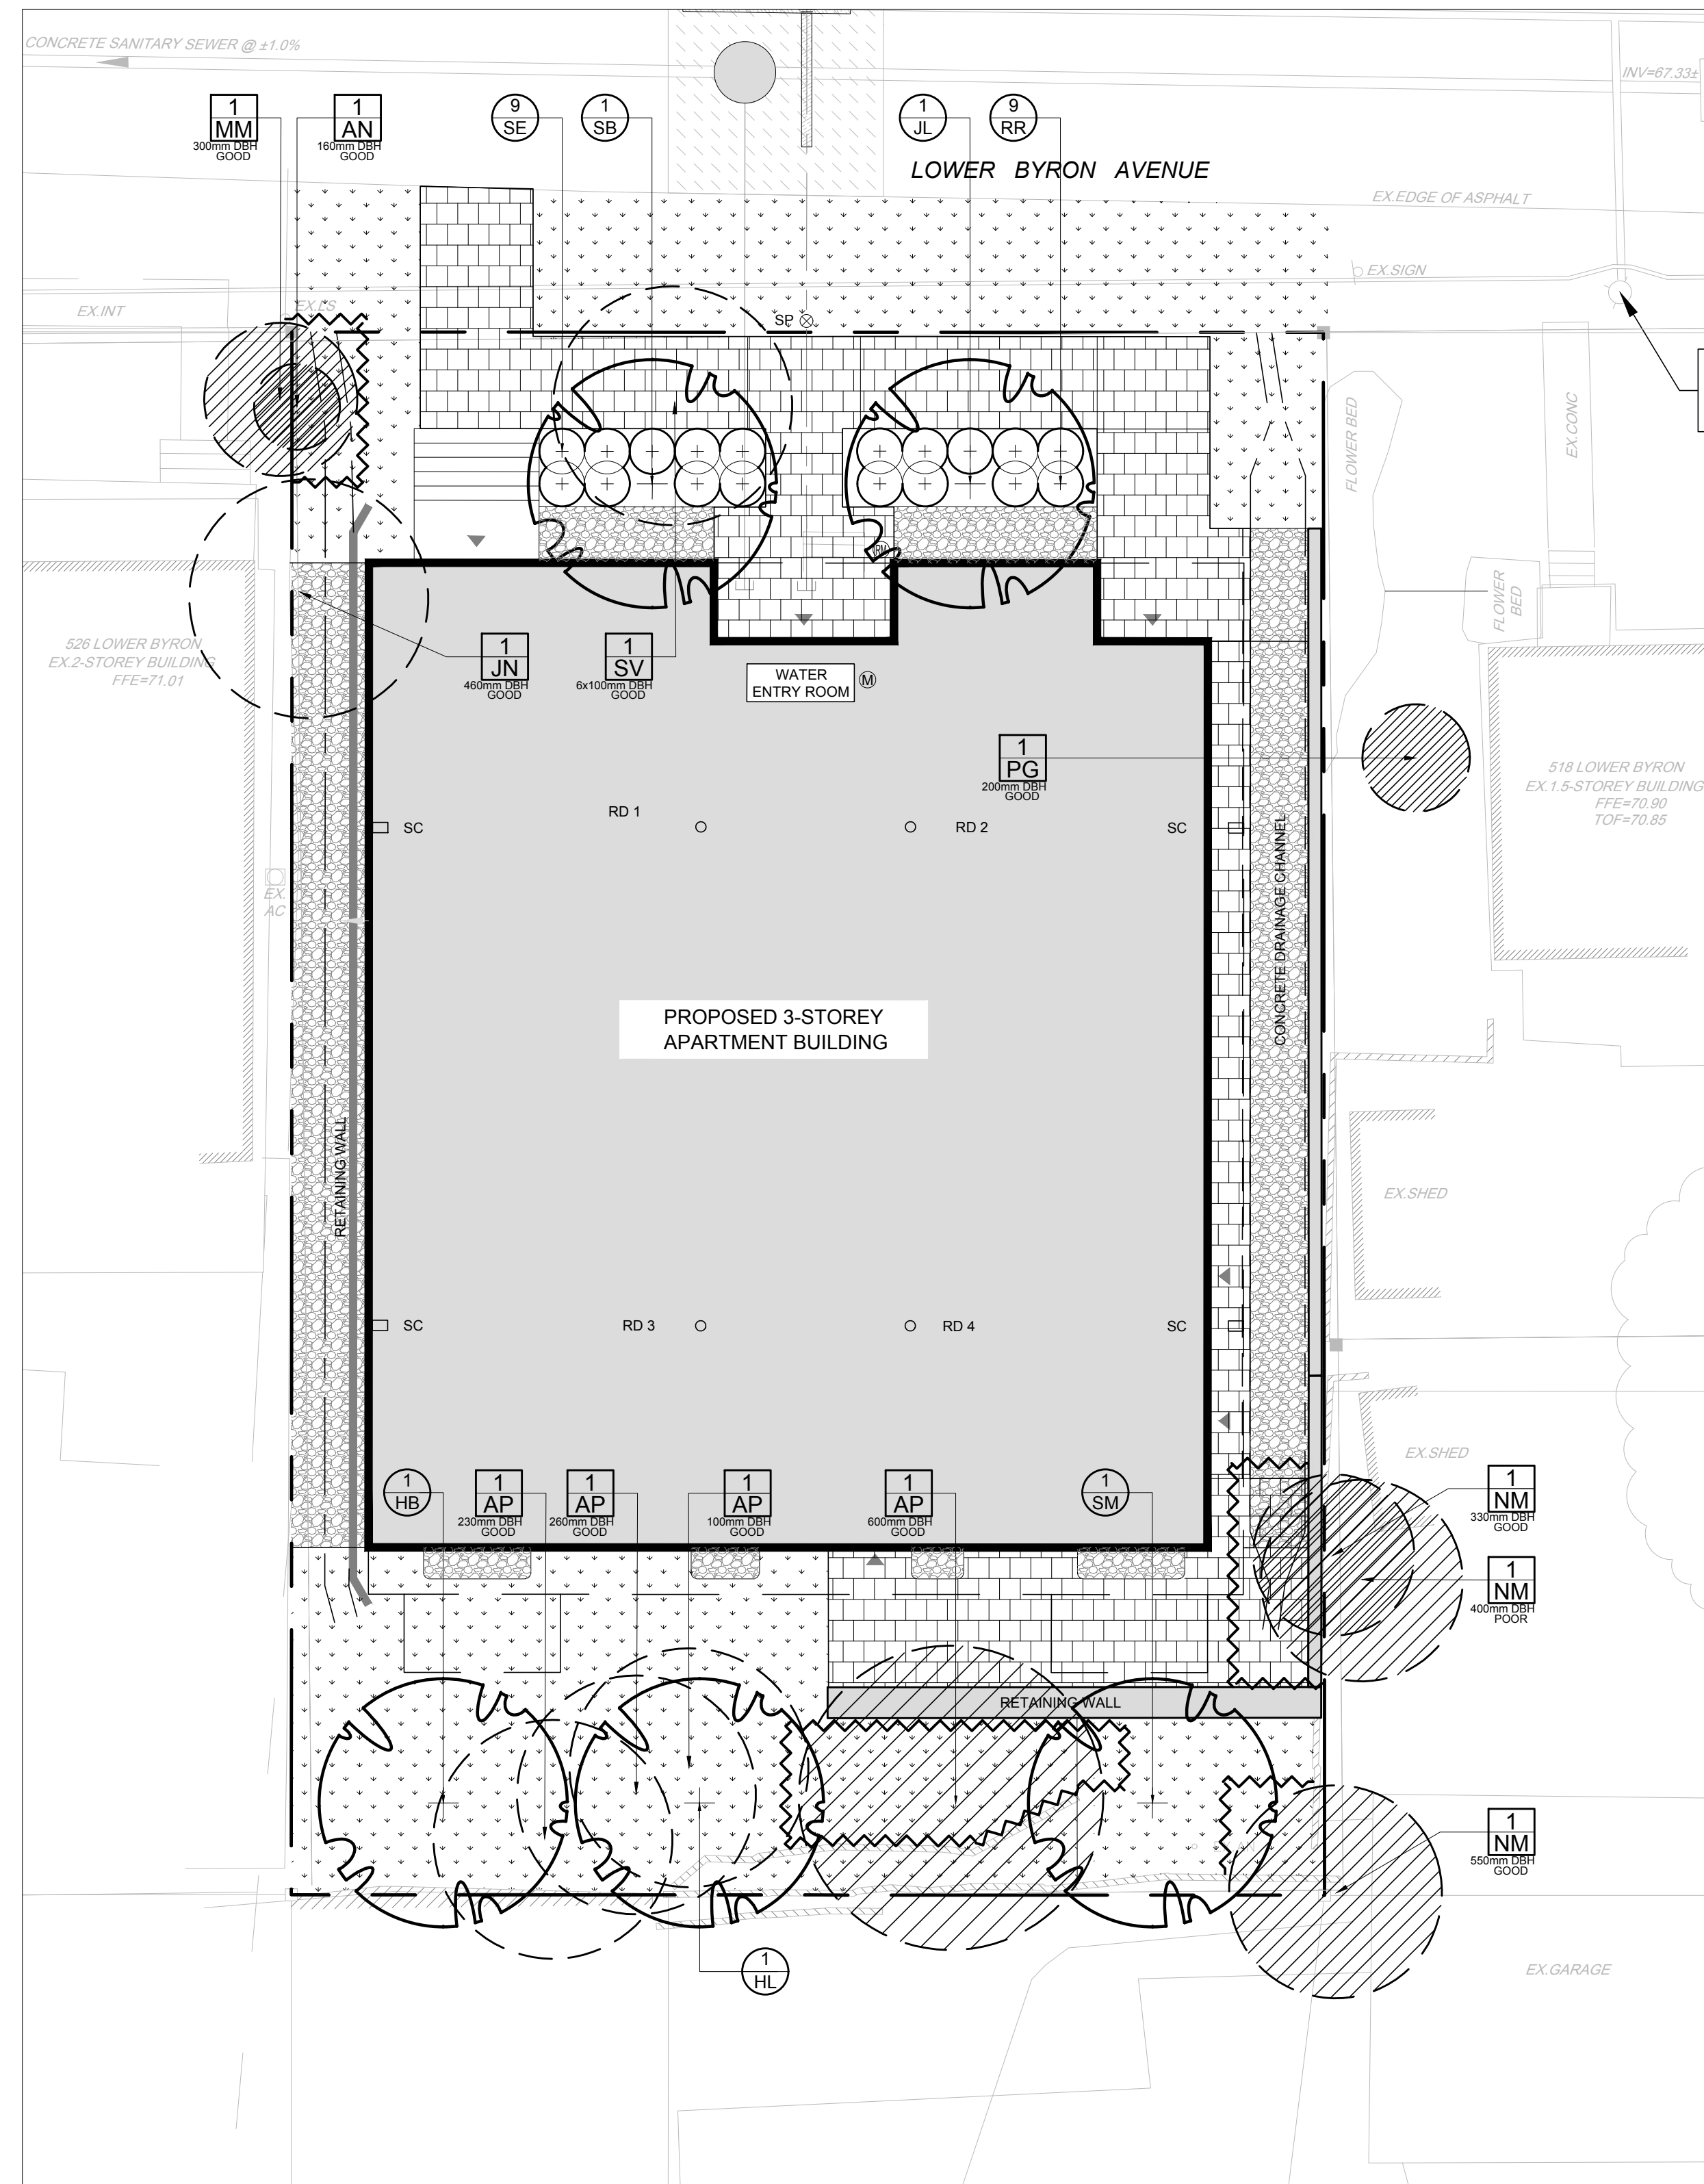 CONCRETE SANITARY SEWER @ ±1.0%
INV=67.33±
1
MM
300mm DBH
GOOD
1
AN
160mm DBH
GOOD
9
SE
1
SB
1
JL
9
RR
LOWER BYRON AVENUE
EX.EDGE OF ASPHALT
EX.SIGN
EX.INT
EX.LS
SP
FLOWER BED
EX.CONC
FLOWER
BED
RM
526 LOWER BYRON
EX.2-STOREY BUILDING
FFE=71.01
1
JN
460mm DBH
GOOD
1
SV
6x100mm DBH
GOOD
WATER
ENTRY ROOM
M
1
PG
200mm DBH
GOOD
518 LOWER BYRON
EX.1.5-STOREY BUILDING
FFE=70.90
TOF=70.85
RD 1
RD 2
SC
SC
EX.
AC
CONCRETE DRAINAGE CHANNEL
PROPOSED 3-STOREY
APARTMENT BUILDING
RETAINING WALL
EX.SHED
SC
RD 3
RD 4
SC
EX.SHED
1
HB
1
AP
230mm DBH
GOOD
1
AP
260mm DBH
GOOD
1
AP
100mm DBH
GOOD
1
AP
600mm DBH
GOOD
1
SM
1
NM
330mm DBH
GOOD
1
NM
400mm DBH
POOR
RETAINING WALL
1
NM
550mm DBH
GOOD
1
HL
EX.GARAGE